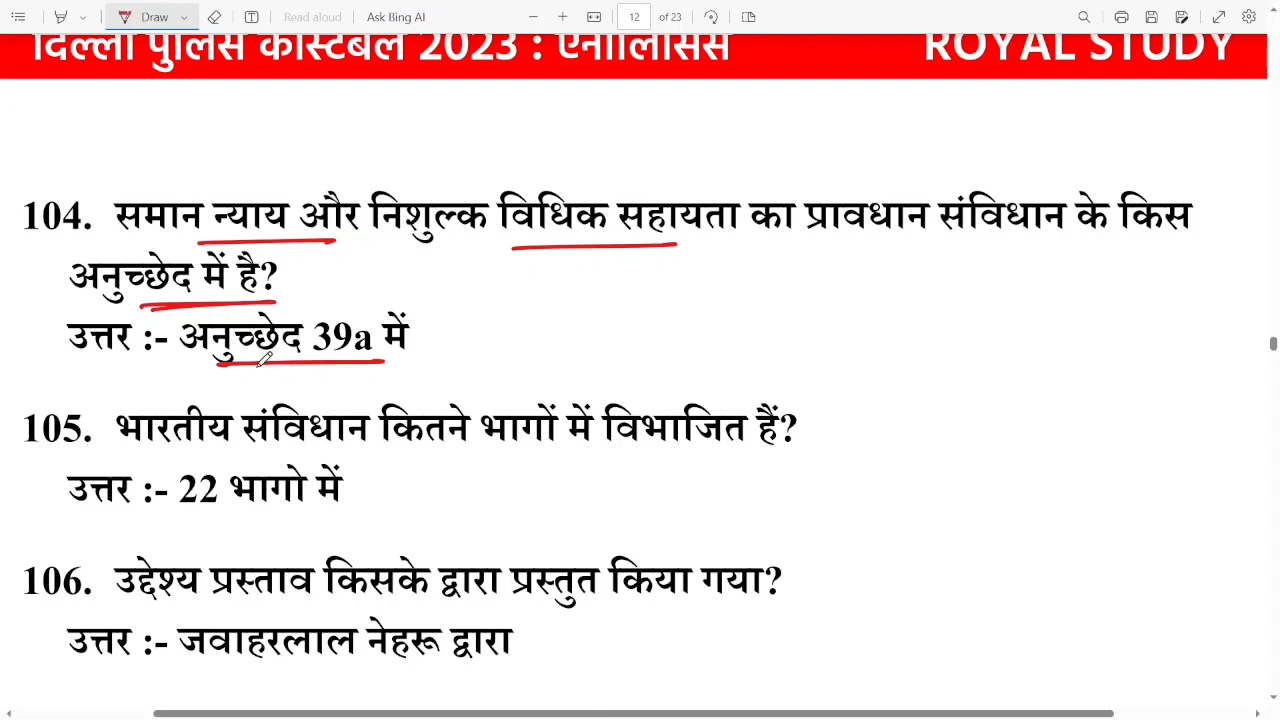 Draw
Read aloud
Ask Bing AI
12
of 23
दिल्ली पुलिस कांस्टेबल 2023 : एनालिसिस
ROYAL STUDY
104. समान न्याय और निशुल्क विधिक सहायता का प्रावधान संविधान के किस
अनुच्छेद में है?
उत्तर :- अनुच्छेद 39a में
105. भारतीय संविधान कितने भागों में विभाजित हैं?
उत्तर :- 22 भागो में
106. उद्देश्य प्रस्ताव किसके द्वारा प्रस्तुत किया गया?
उत्तर :- जवाहरलाल नेहरू द्वारा